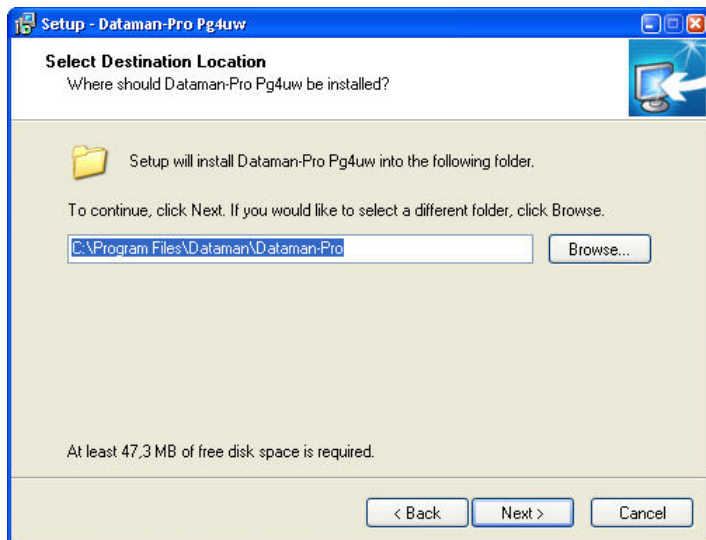 Setup - Dataman-Pro Pg4uw
Select Destination Location
Where should Dataman-Pro Pg4uw be installed?
Setup will install Dataman-Pro Pg4uw into the following folder.
To continue, click Next. If you would like to select a different folder, click Browse.
C:\Program Files\Dataman\Dataman-Pro
Browse...
At least 47,3 MB of free disk space is required.
< Back
Next >
Cancel